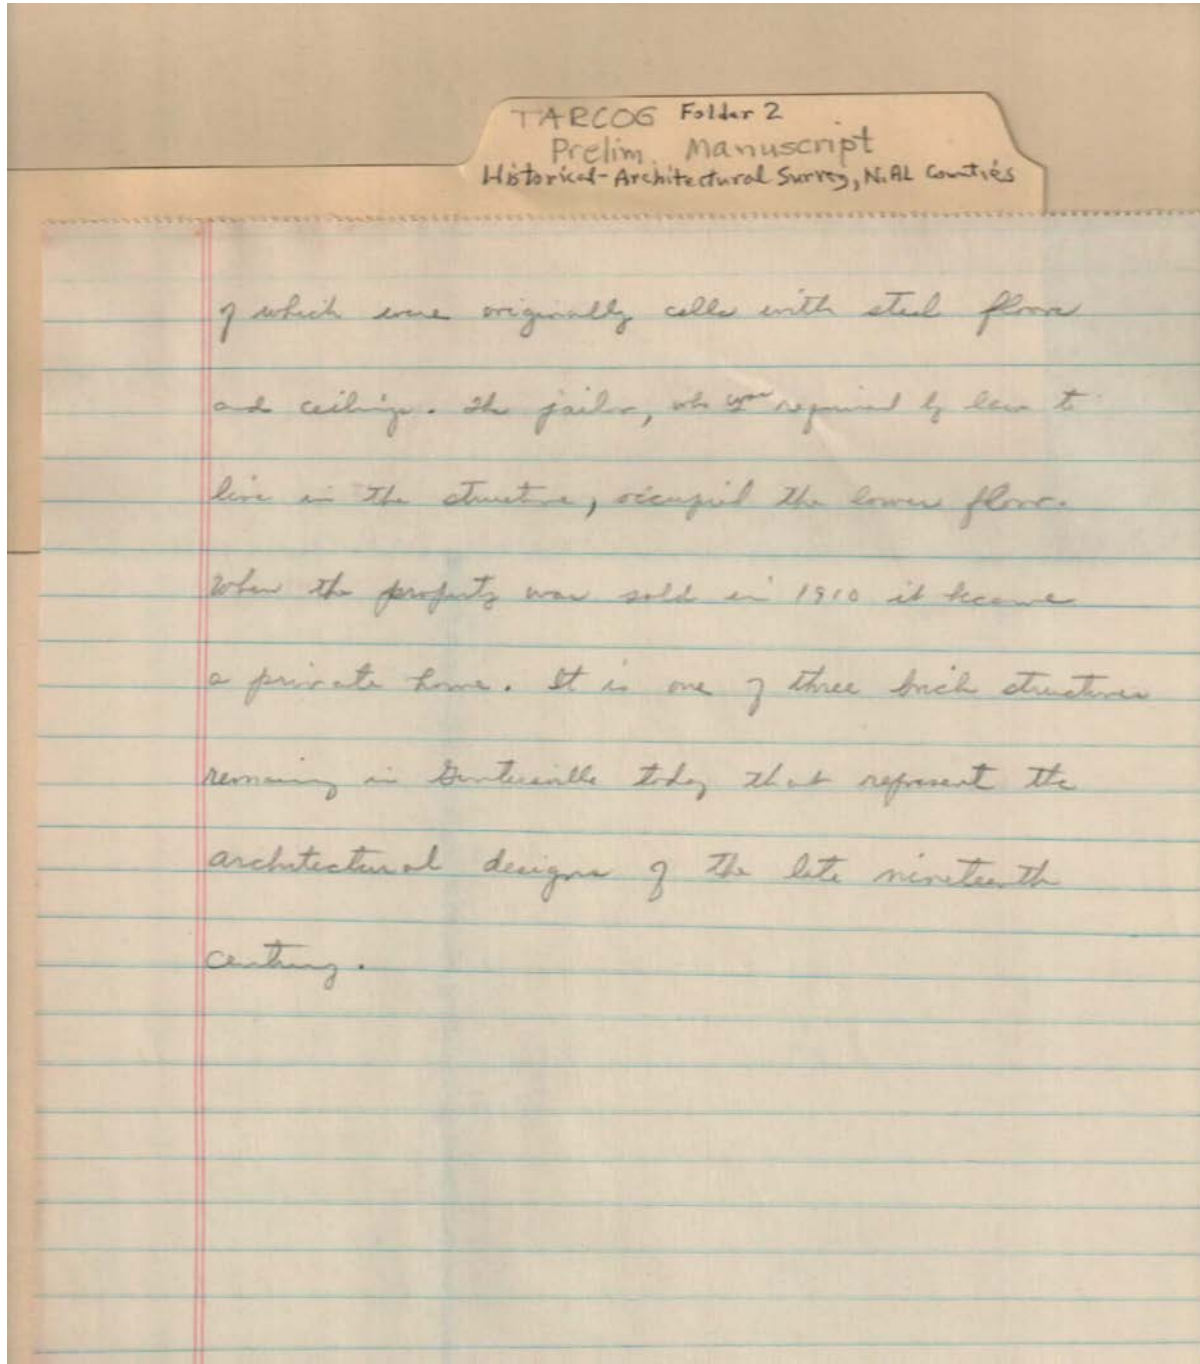 TARCOG Folder 2
Prelim. Manuscript
Historical-Architectural Survey, N. AL Counties
of which were originally cells with steel floors
and ceilings. The jailor, who was required by law to
live in the structure, occupied the lower floor.
When the property was sold in 1910 it became
a private home. It is one of three brick structures
remaining in Guntersville today that represent the
architectural designs of the late nineteenth
century.